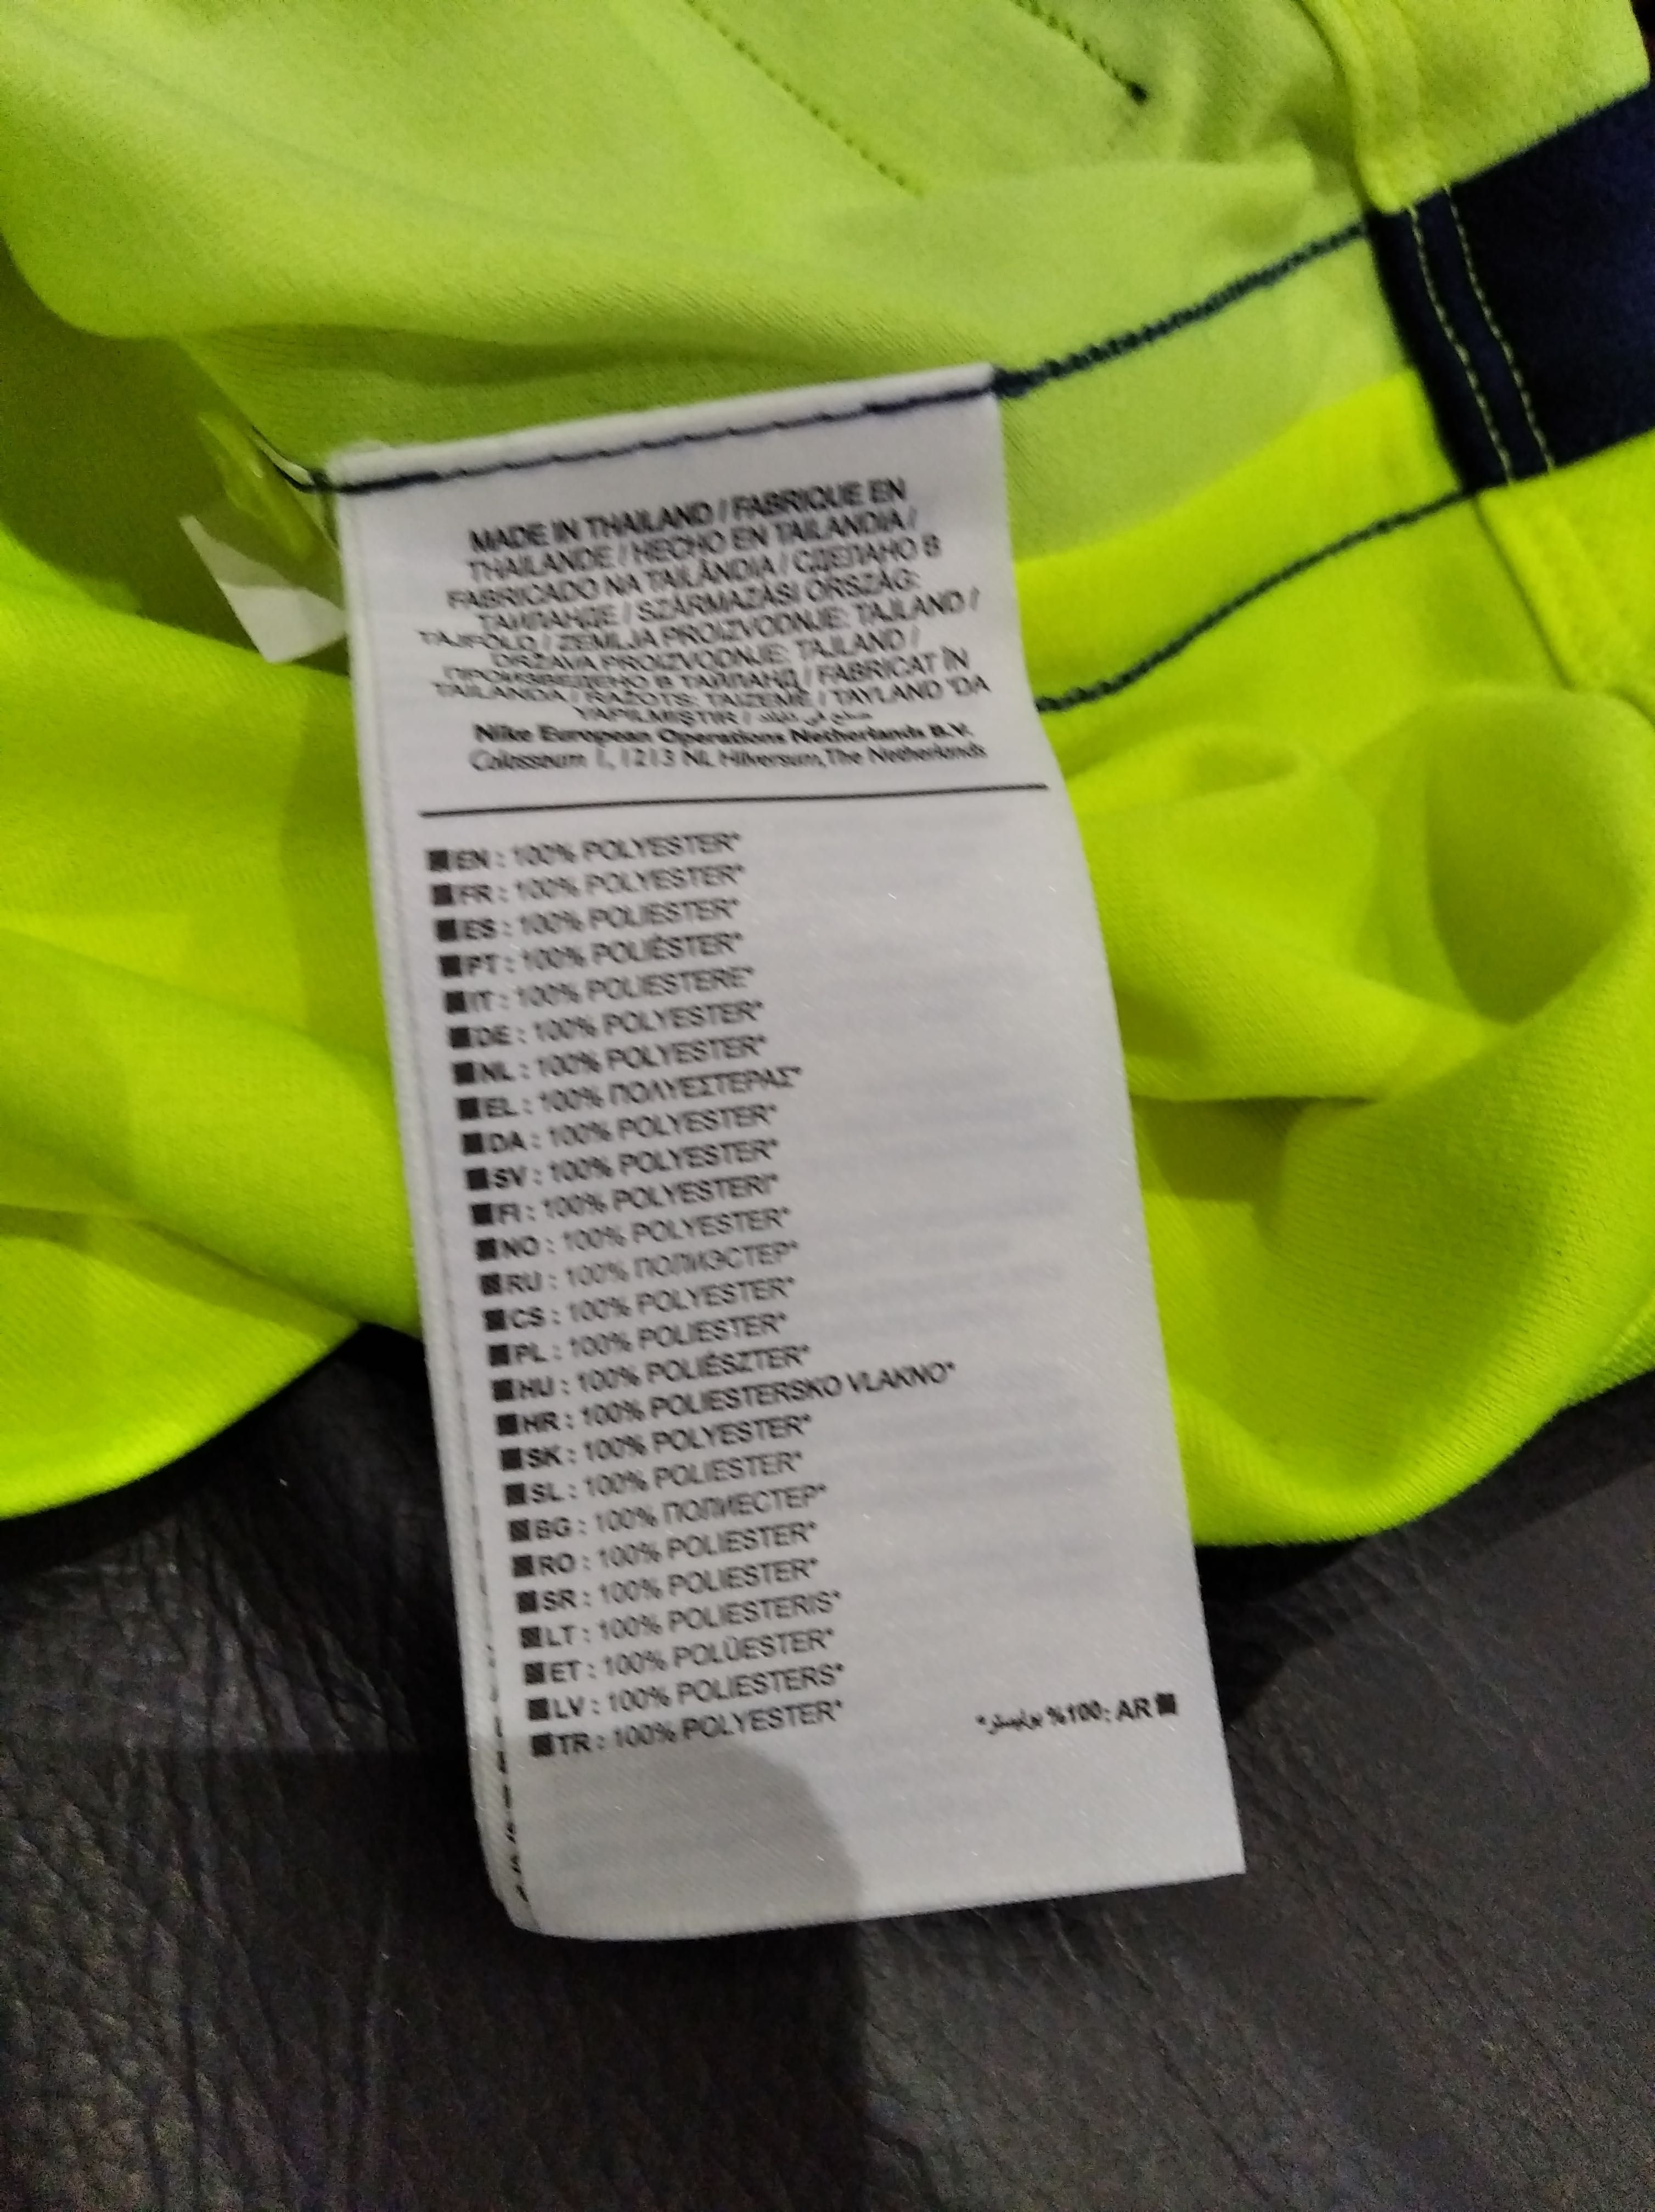 MADE IN THAILAND / FABRIQUE EN
THAILANDE / HECHO EN TAILANDIA /
FABRICADO NA TAILÂNDIA / СДЕЛАНО В
ТАИЛАНДЕ / SZÁRMAZÁSI ORSZÁG:
TAJFÖLD / ZEMLJA PROIZVODNJE: TAJLAND /
DRŽAVA PROIZVODNJE: TAJLAND /
ПРОИЗВЕДЕНО В ТАЙЛАНД / FABRICAT ÎN
TAILANDA / RAŽOTS: TAIZEME / TAYLAND 'DA
YAPILMIŞTIR /
Nike European Operations Netherlands B.V.
Colosseum 1, 1213 NL Hilversum, The Netherlands
EN : 100% POLYESTER*
FR : 100% POLYESTER*
ES : 100% POLIESTER*
PT : 100% POLIÉSTER*
IT : 100% POLIESTERE*
DE : 100% POLYESTER*
NL : 100% POLYESTER*
EL : 100% ΠΟΛΥΕΣΤΕΡΑΣ*
DA : 100% POLYESTER*
SV : 100% POLYESTER*
FI : 100% POLYESTERI*
NO : 100% POLYESTER*
RU : 100% ПОЛИЭСТЕР*
CS : 100% POLYESTER*
PL : 100% POLIESTER*
HU : 100% POLIÉSZTER*
HR : 100% POLIESTERSKO VLAKNO*
SK : 100% POLYESTER*
SL : 100% POLIESTER*
BG : 100% ПОЛИЕСТЕР*
RO : 100% POLIESTER*
SR : 100% POLIESTER*
LT : 100% POLIESTERIS*
ET : 100% POLÜESTER*
LV : 100% POLIESTERS*
TR : 100% POLYESTER*
*بوليستر %100: AR